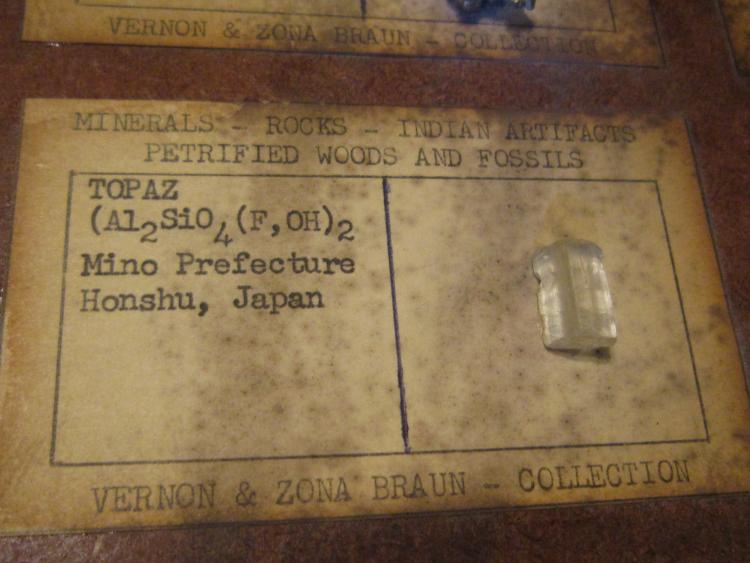 VERNON & ZONA BRAUN - COLLECTION
MINERALS - ROCKS - INDIAN ARTIFACTS
PETRIFIED WOODS AND FOSSILS
TOPAZ
(Al₂SiO₄(F,OH)₂
Mino Prefecture
Honshu, Japan
VERNON & ZONA BRAUN - COLLECTION